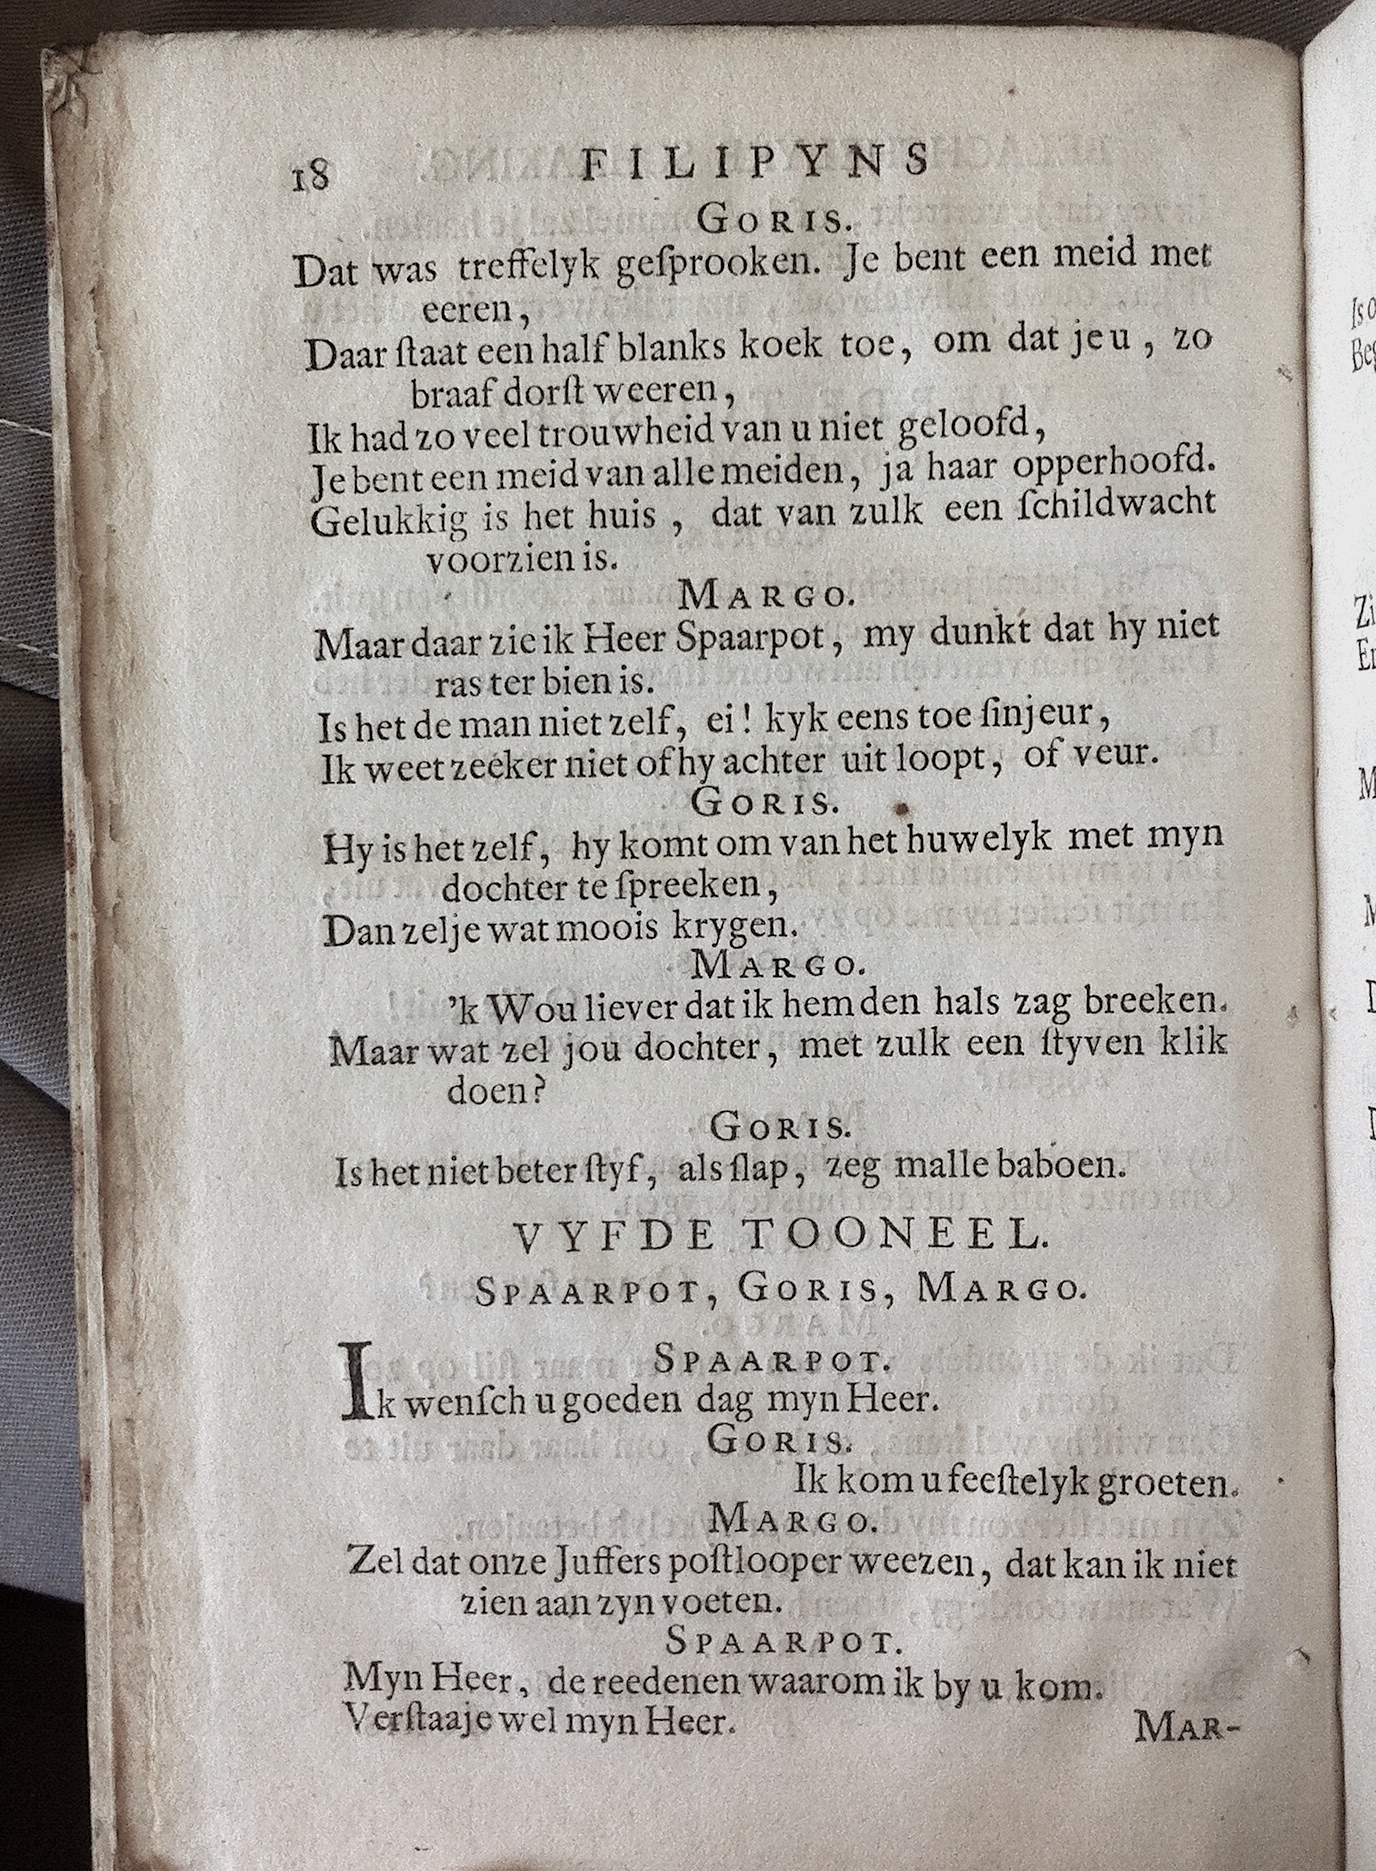 18 FILIPYNS
GORIS.
Dat was treffelyk geſprooken. Je bent een meid met
eeren,
Daar ſtaat een half blanks koek toe, om dat je u, zo
braaf dorſt weeren,
Ik had zo veel trouwheid van u niet geloofd,
Je bent een meid van alle meiden, ja haar opperhoofd.
Gelukkig is het huis, dat van zulk een ſchildwacht
voorzien is.
MARGO.
Maar daar zie ik Heer Spaarpot, my dunkt dat hy niet
ras ter bien is.
Is het de man niet zelf, ei! kyk eens toe ſinjeur,
Ik weet zeeker niet of hy achter uit loopt, of veur.
GORIS.
Hy is het zelf, hy komt om van het huwelyk met myn
dochter te ſpreeken,
Dan zel je wat moois krygen.
MARGO.
'k Wou liever dat ik hem den hals zag breeken.
Maar wat zel jou dochter, met zulk een ſtyven klik
doen?
GORIS.
Is het niet beter ſtyf, als ſlap, zeg malle baboen.
VYFDE TOONEEL.
SPAARPOT, GORIS, MARGO.
SPAARPOT.
Ik wenſch u goeden dag myn Heer.
GORIS.
Ik kom u feeſtelyk groeten.
MARGO.
Zel dat onze Juffers poſtlooper weezen, dat kan ik niet
zien aan zyn voeten.
SPAARPOT.
Myn Heer, de reedenen waarom ik by u kom.
Verſtaaje wel myn Heer.
MAR-
Is o
Beg
Zi